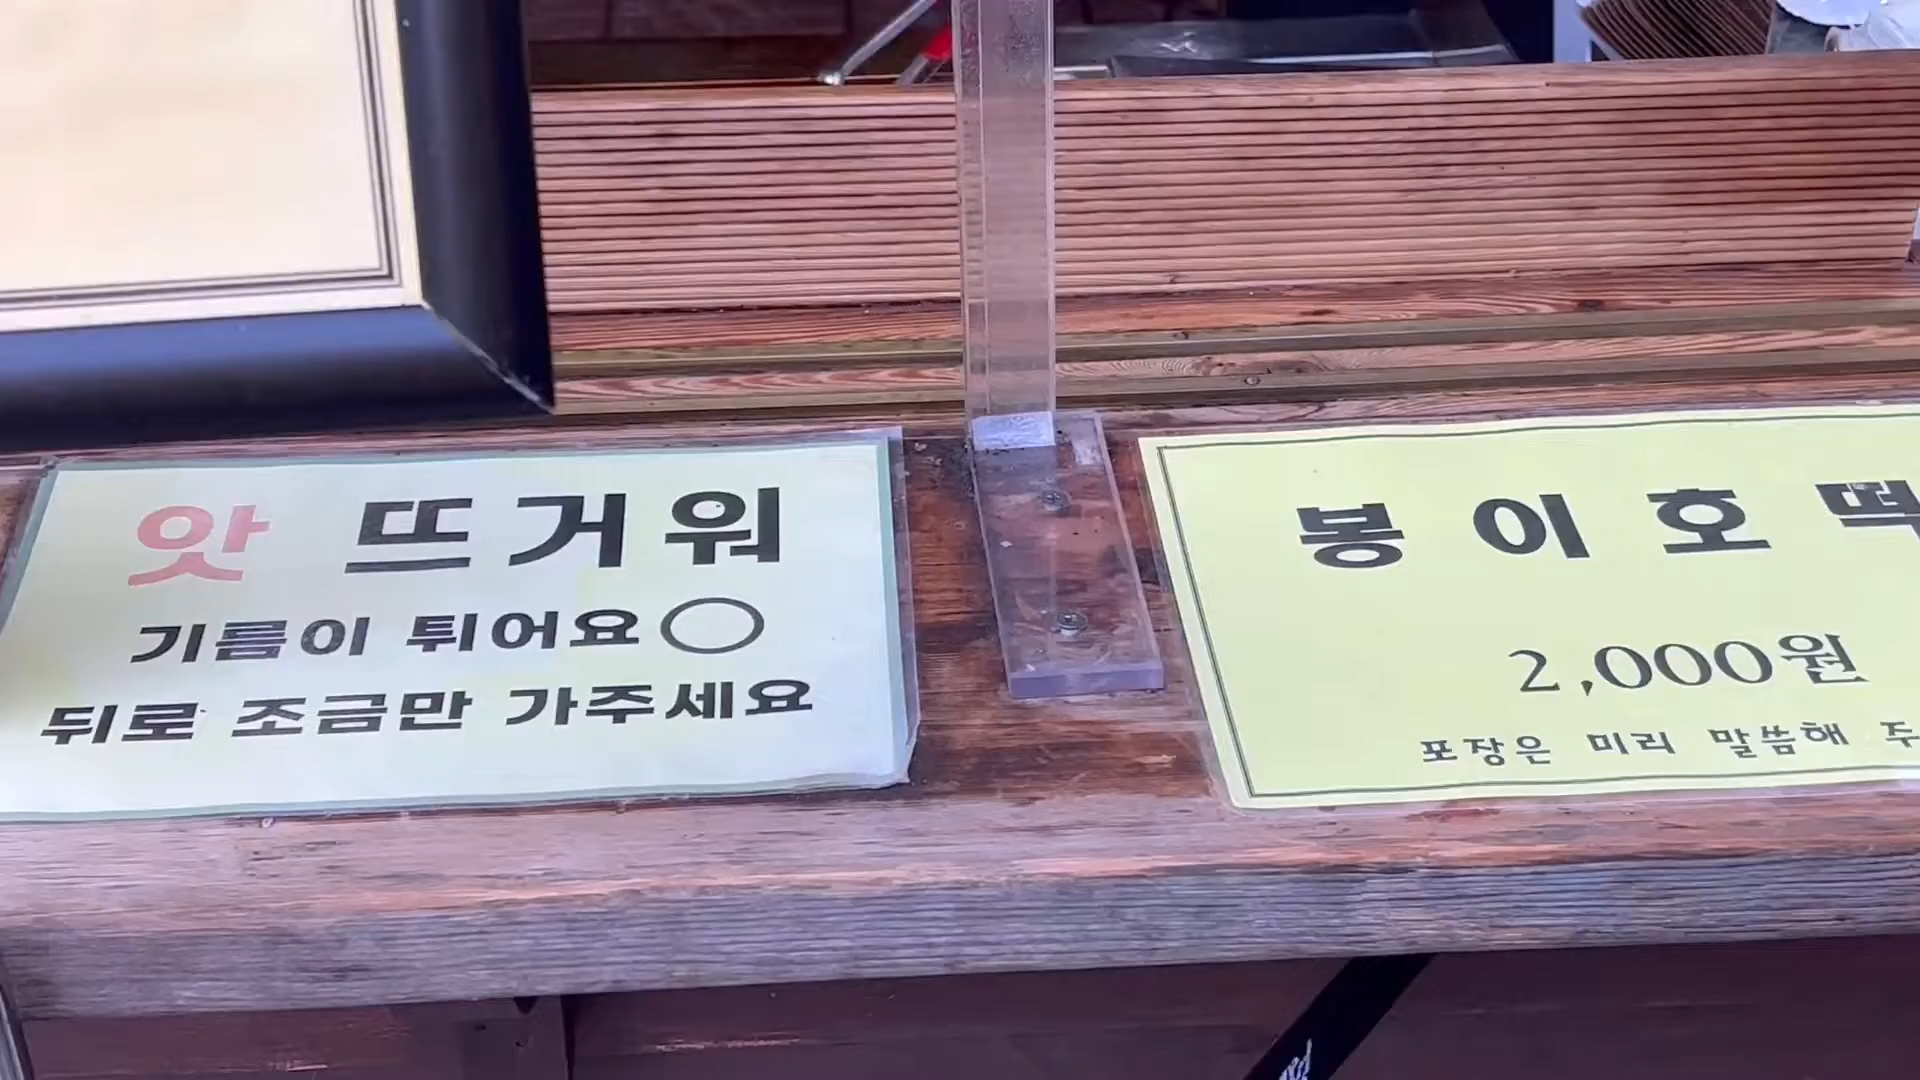 앗 뜨거워
기름이 튀어요◯
뒤로 조금만 가주세요
봉이호떡
2,000원
포장은 미리 말씀해 주